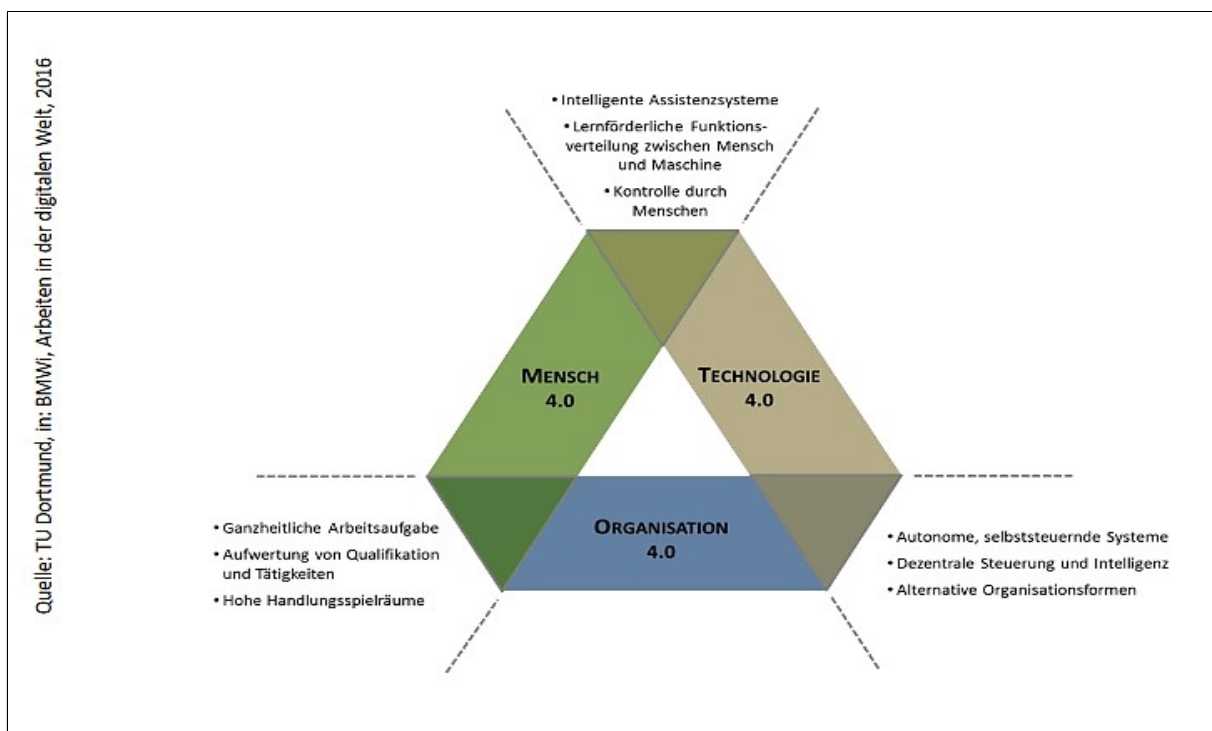 Quelle: TU Dortmund, in: BMWi, Arbeiten in der digitalen Welt, 2016
• Intelligente Assistenzsysteme
• Lernförderliche Funktions-
verteilung zwischen Mensch
und Maschine
• Kontrolle durch
Menschen
MENSCH
4.0
TECHNOLOGIE
4.0
ORGANISATION
4.0
• Ganzheitliche Arbeitsaufgabe
• Aufwertung von Qualifikation
und Tätigkeiten
• Hohe Handlungsspielräume
• Autonome, selbststeuernde Systeme
• Dezentrale Steuerung und Intelligenz
• Alternative Organisationsformen